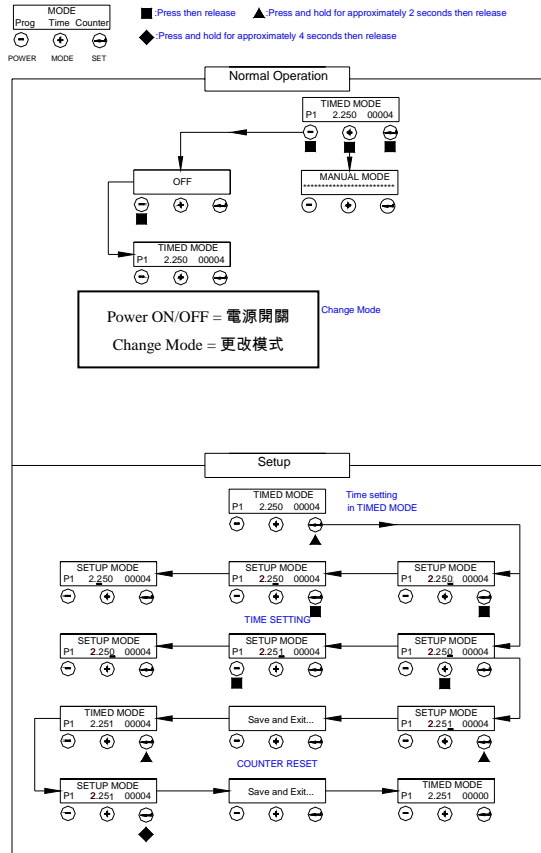 MODE
Prog Time Counter
POWER MODE SET
:Press then release
:Press and hold for approximately 2 seconds then release
:Press and hold for approximately 4 seconds then release
Normal Operation
TIMED MODE
P1 2.250 00004
OFF
MANUAL MODE
*************************
TIMED MODE
P1 2.250 00004
Power ON/OFF = 電源開關
Change Mode = 更改模式
Change Mode
Setup
TIMED MODE
P1 2.250 00004
Time setting
in TIMED MODE
SETUP MODE
P1 2.250 00004
SETUP MODE
P1 2.250 00004
SETUP MODE
P1 2.250 00004
TIME SETTING
SETUP MODE
P1 2.250 00004
SETUP MODE
P1 2.251 00004
SETUP MODE
P1 2.250 00004
TIMED MODE
P1 2.251 00004
Save and Exit...
SETUP MODE
P1 2.251 00004
COUNTER RESET
SETUP MODE
P1 2.251 00004
Save and Exit...
TIMED MODE
P1 2.251 00000